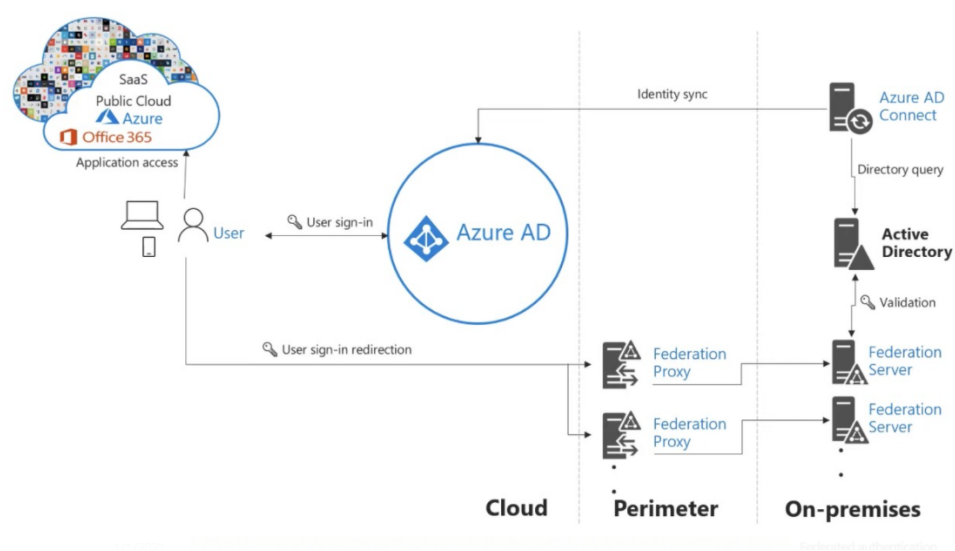 SaaS
Public Cloud
Azure
Office 365
Application access
User
User sign-in
Azure AD
Identity sync
Azure AD
Connect
Directory query
Active
Directory
Validation
User sign-in redirection
Federation
Proxy
Federation
Server
Federation
Proxy
Federation
Server
Cloud
Perimeter
On-premises
Federated authentication